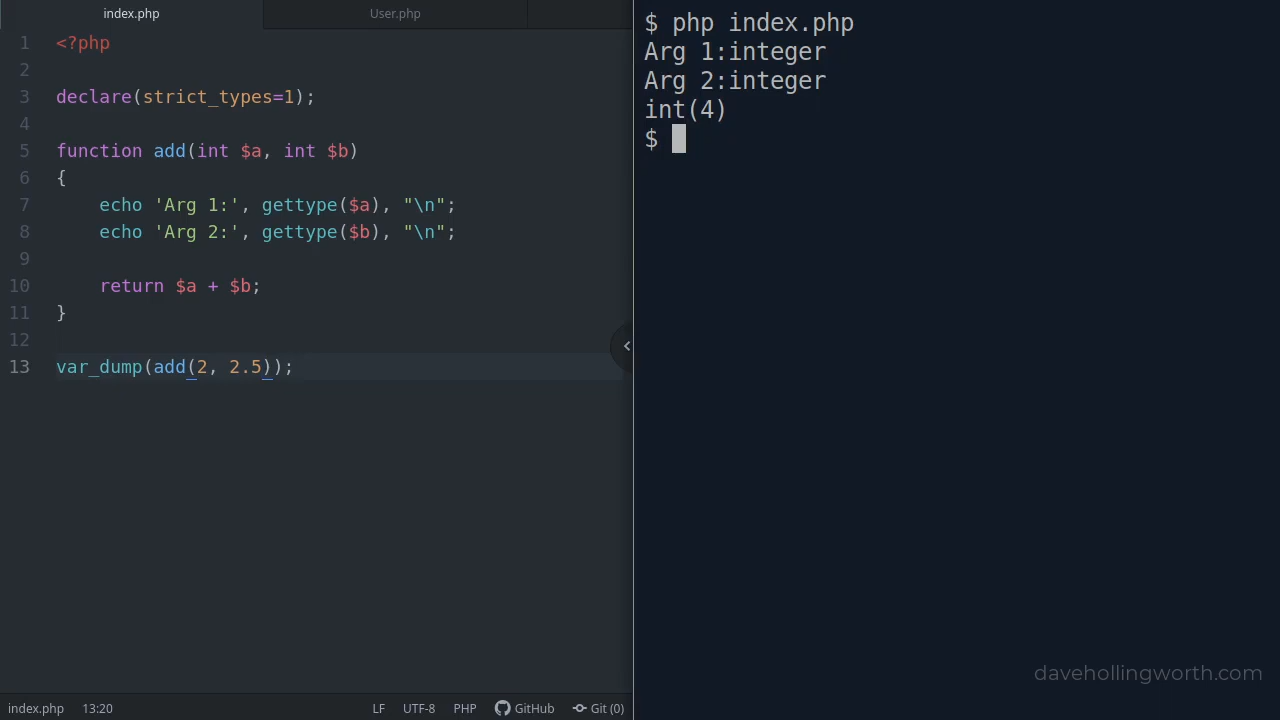 index.php
User.php
1 <?php
2
3 declare(strict_types=1);
4
5 function add(int $a, int $b)
6 {
7     echo 'Arg 1:', gettype($a), "\n";
8     echo 'Arg 2:', gettype($b), "\n";
9
10     return $a + $b;
11 }
12
13 var_dump(add(2, 2.5));
index.php 13:20 LF UTF-8 PHP GitHub Git (0)
$ php index.php
Arg 1:integer
Arg 2:integer
int(4)
$
davehollingworth.com